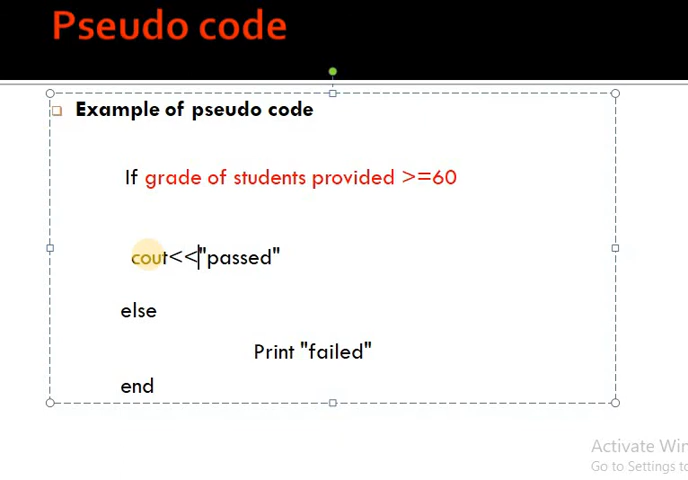 Pseudo code
Example of pseudo code
If grade of students provided >=60
cout<<"passed"
else
Print "failed"
end
Activate Win
Go to Settings to